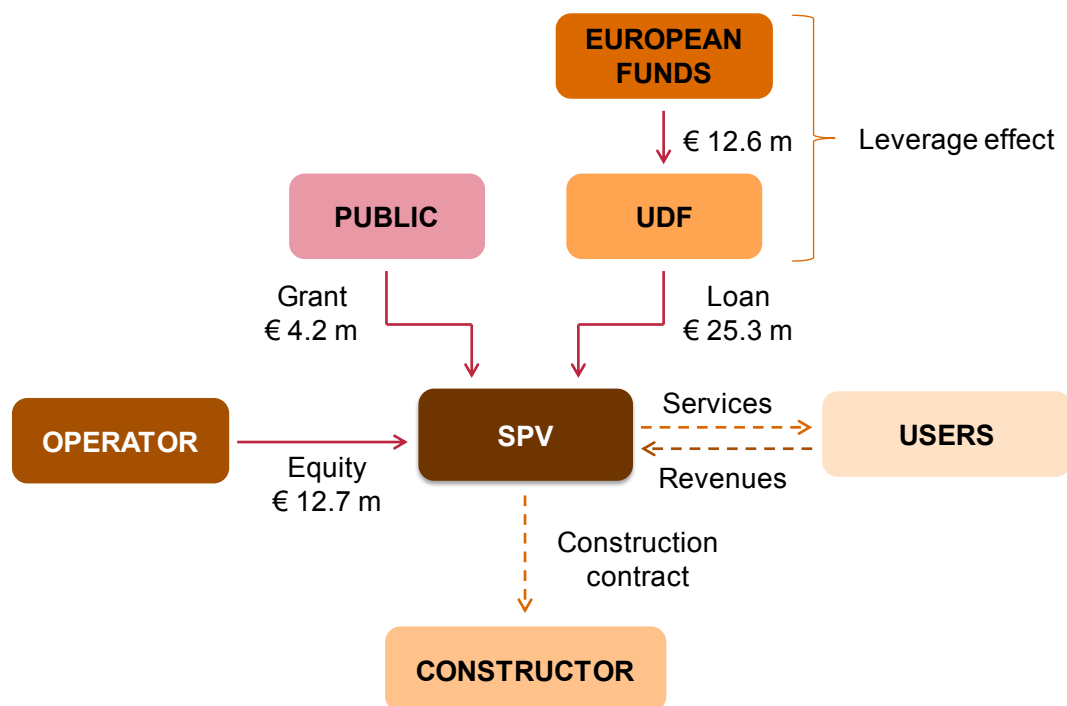 EUROPEAN
FUNDS
€ 12.6 m
Leverage effect
PUBLIC
UDF
Grant
€ 4.2 m
Loan
€ 25.3 m
OPERATOR
Equity
€ 12.7 m
SPV
Services
Revenues
USERS
Construction
contract
CONSTRUCTOR